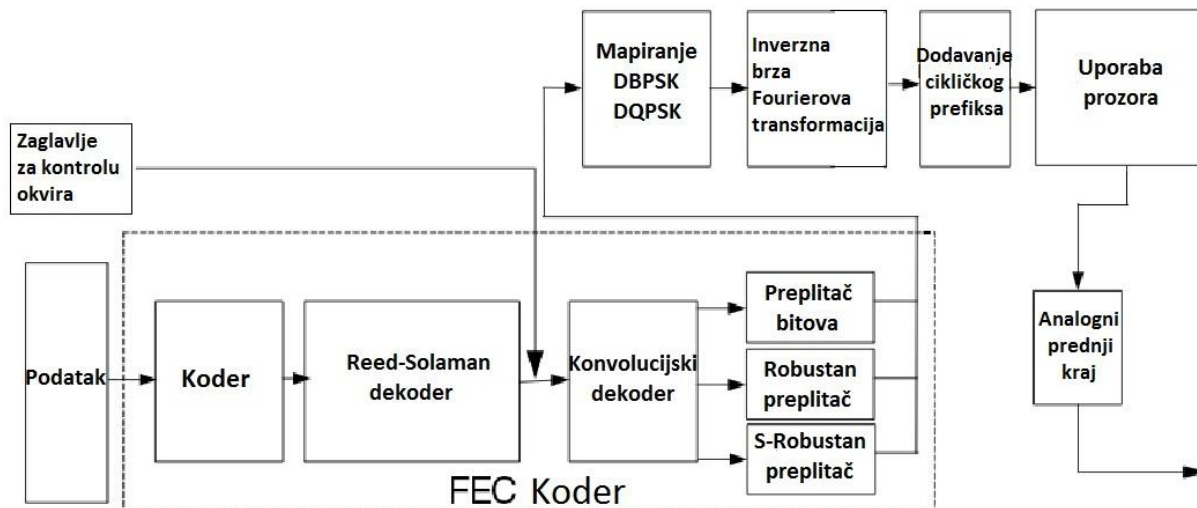 Mapiranje
DBPSK
DQPSK
Inverzna
brza
Fourierova
transformacija
Dodavanje
cikličkog
prefiksa
Uporaba
prozora
Zaglavlje
za kontrolu
okvira
Podatak
Koder
Reed-Solaman
dekoder
Konvolucijski
dekoder
Preplitač
bitova
Robustan
preplitač
S-Robustan
preplitač
Analogni
prednji
kraj
FEC Koder